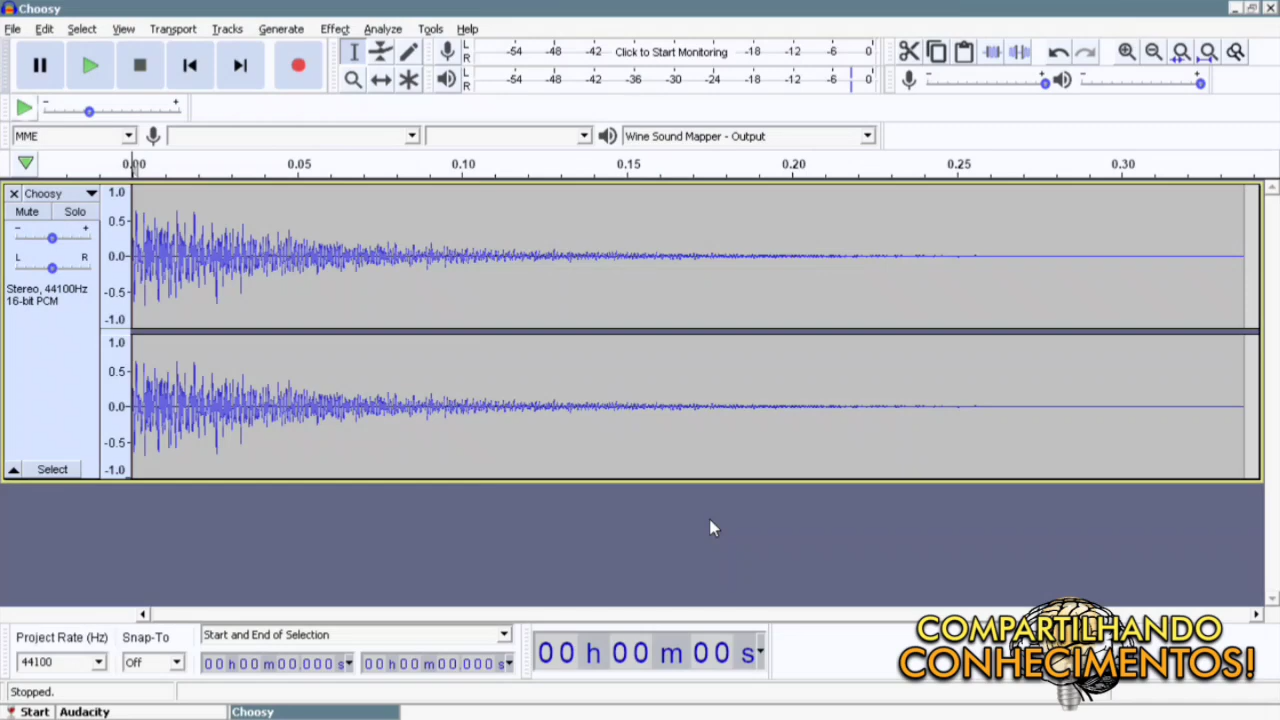 Choosy
File Edit Select View Transport Tracks Generate Effect Analyze Tools Help
L R -54 -48 -42 Click to Start Monitoring -18 -12 -6 0
L R -54 -48 -42 -36 -30 -24 -18 -12 -6 0
- +
- +
- +
MME Wine Sound Mapper - Output
0.00 0.05 0.10 0.15 0.20 0.25 0.30
Choosy
Mute Solo
- +
L R
Stereo, 44100Hz
16-bit PCM
Select
1.0
0.5
0.0
-0.5
-1.0
1.0
0.5
0.0
-0.5
-1.0
Project Rate (Hz) Snap-To Start and End of Selection
44100 Off 00 h 00 m 00.000 s 00 h 00 m 00.000 s 00 h 00 m 00 s
Stopped.
Start Audacity Choosy
COMPARTILHANDO
CONHECIMENTOS!